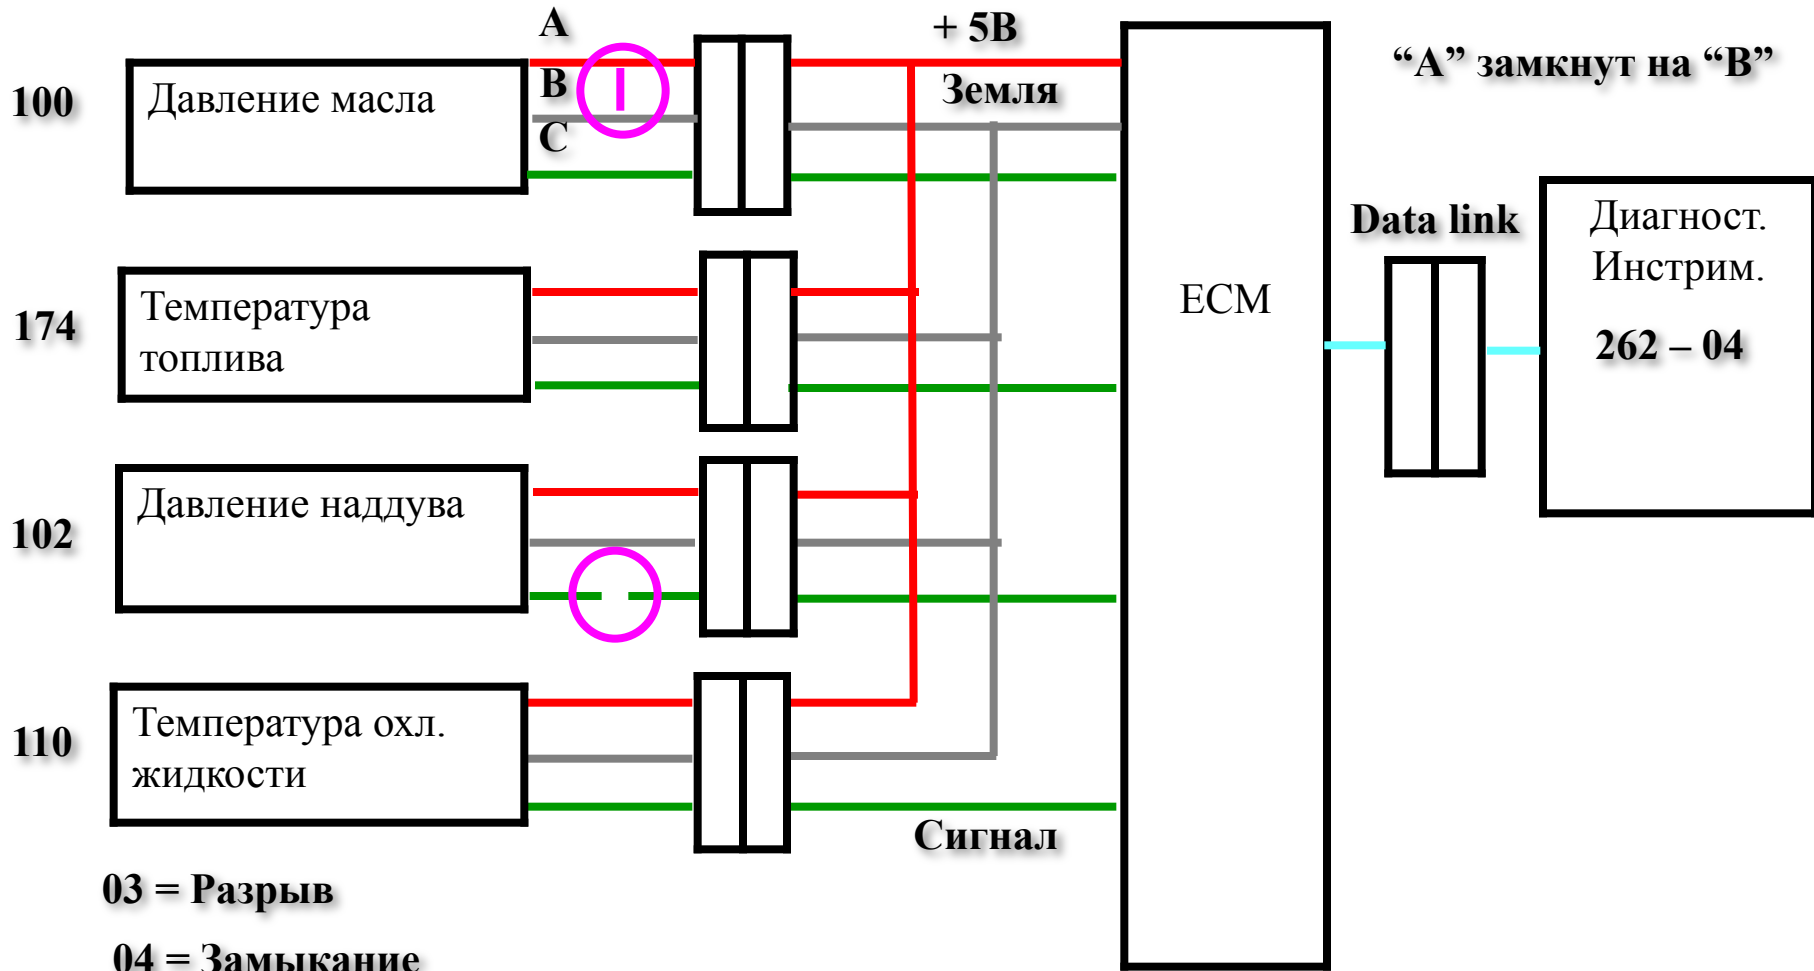 A
+ 5В
“А” замкнут на “В”
100
Давление масла
В
Земля
С
Data link
Диагност.
Инстрим.
262 – 04
174
Температура
топлива
ECM
102
Давление наддува
110
Температура охл.
жидкости
Сигнал
03 = Разрыв
04 = Замыкание